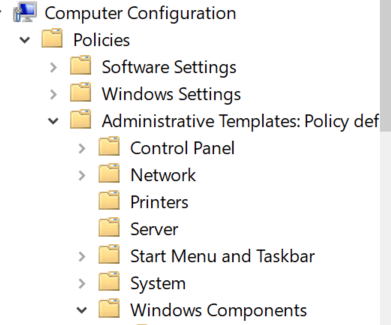 Computer Configuration
Policies
Software Settings
Windows Settings
Administrative Templates: Policy def
Control Panel
Network
Printers
Server
Start Menu and Taskbar
System
Windows Components